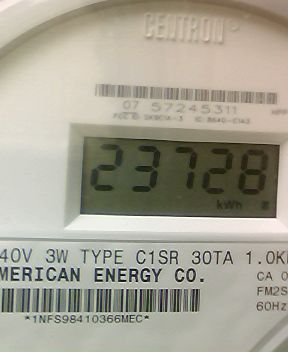 CENTRON
07 57245311
23728
kWh
40V 3W TYPE C1SR 30TA 1.0K
MERICAN ENERGY CO.
CA 0
FM2S
60Hz
*1NFS98410366MEC*